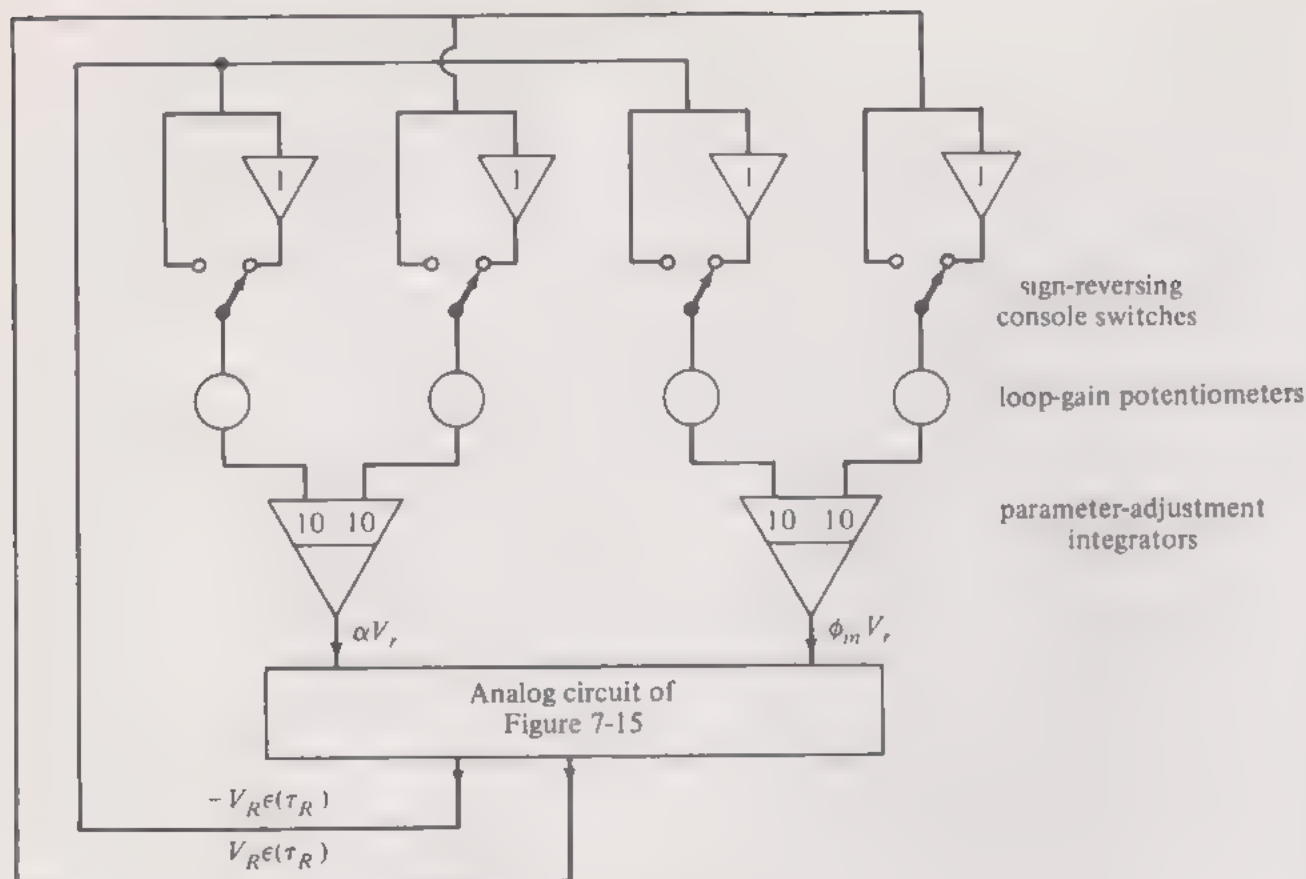 1 1 1 1
sign-reversing
console switches
loop-gain potentiometers
10 10 10 10
parameter-adjustment
integrators
αV_r ϕ_m V_r
Analog circuit of
Figure 7-15
− V_R ϵ(τ_R)
V_R ϵ(τ_R)